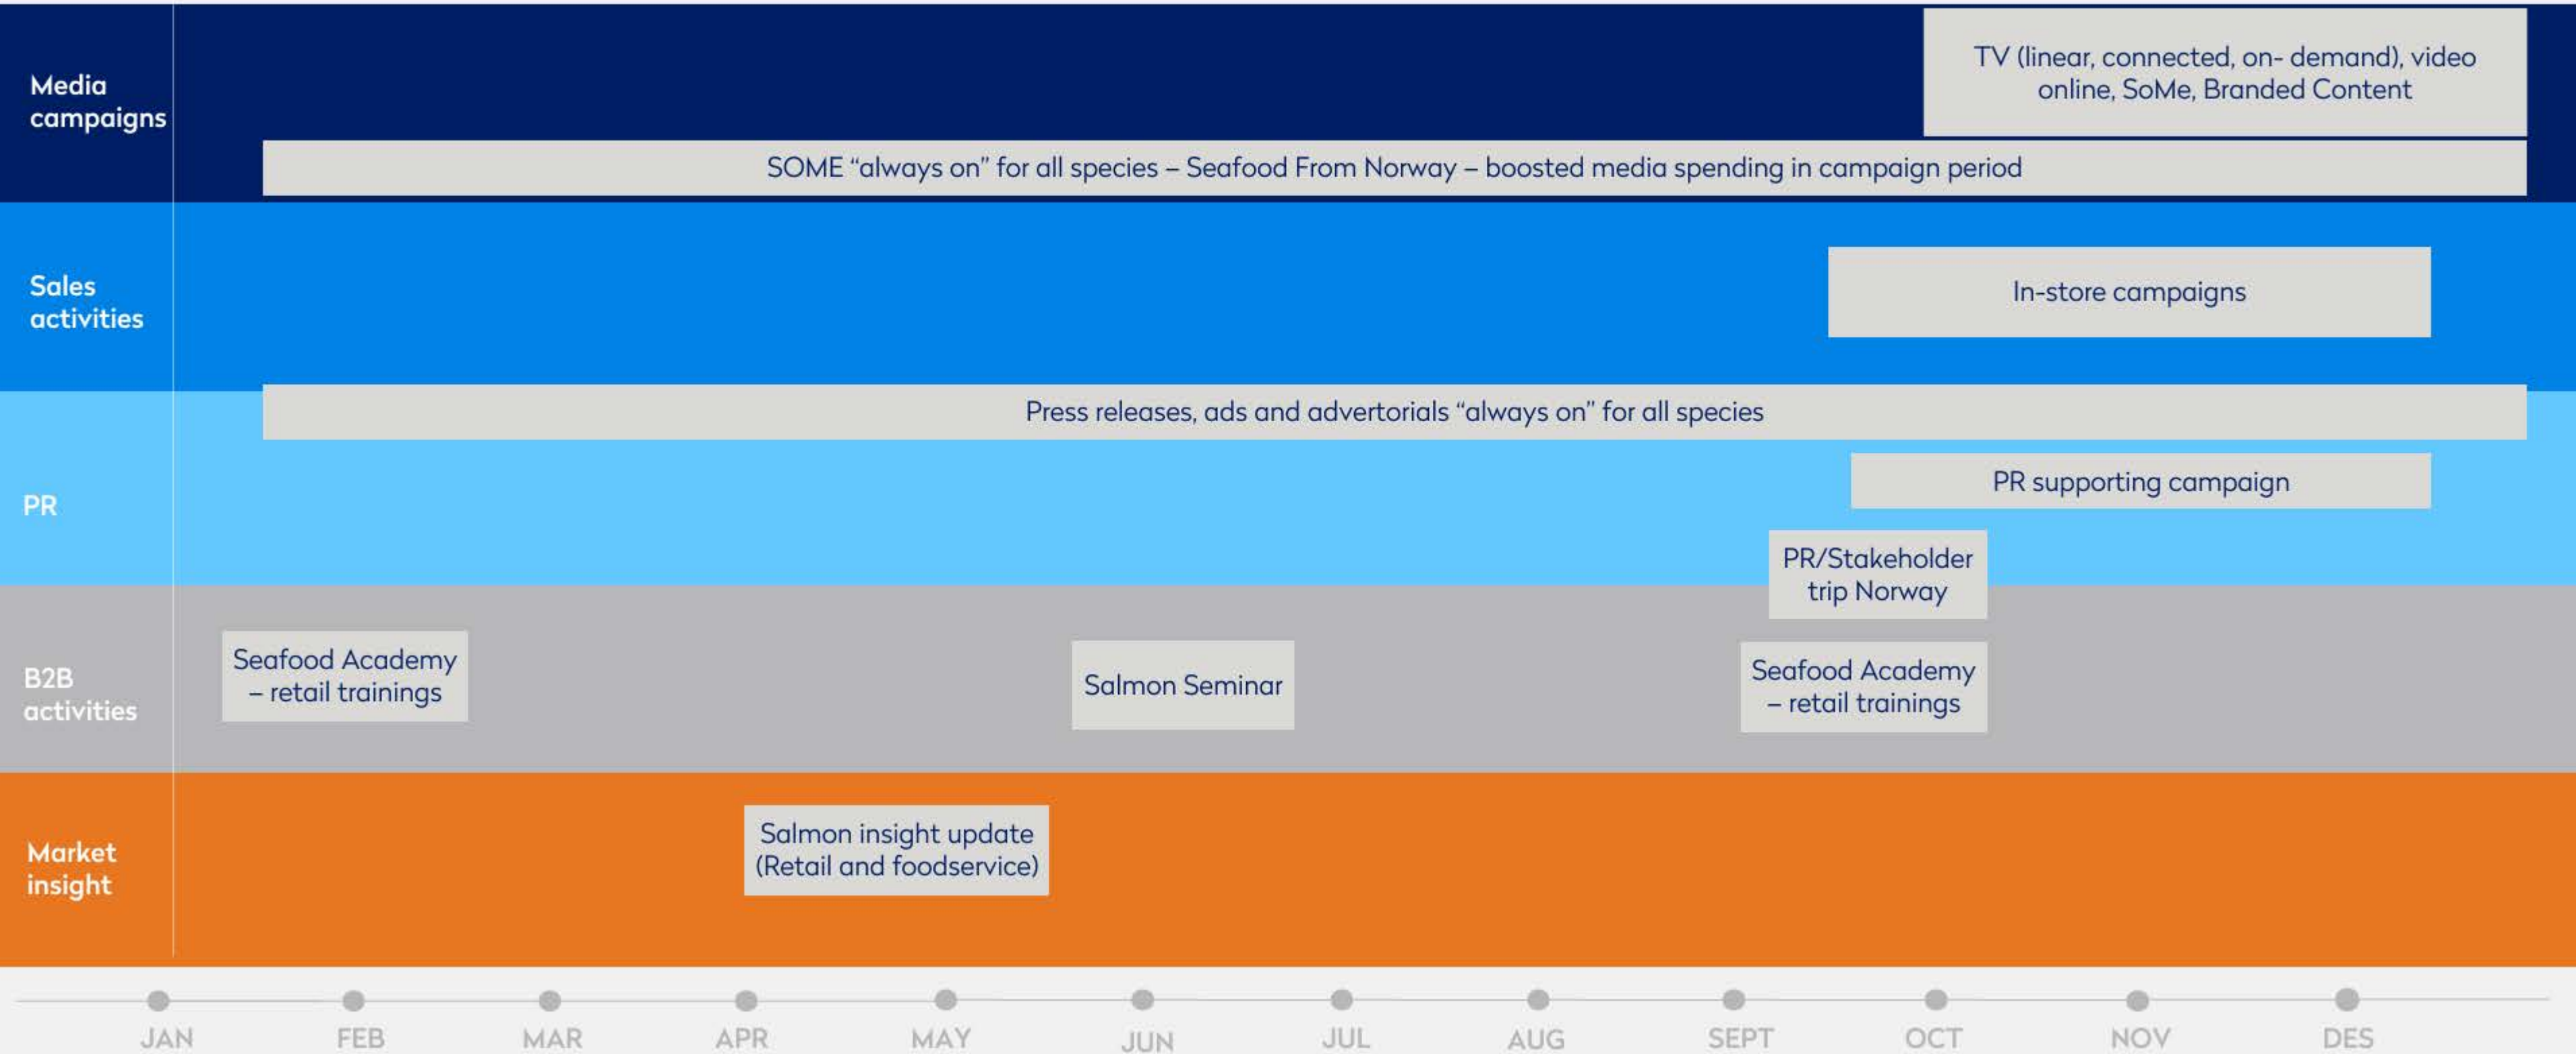 Media
campaigns
TV (linear, connected, on- demand), video
online, SoMe, Branded Content
SOME “always on” for all species – Seafood From Norway – boosted media spending in campaign period
Sales
activities
In-store campaigns
Press releases, ads and advertorials “always on” for all species
PR
PR supporting campaign
PR/Stakeholder
trip Norway
B2B
activities
Seafood Academy
– retail trainings
Salmon Seminar
Seafood Academy
– retail trainings
Market
insight
Salmon insight update
(Retail and foodservice)
JAN FEB MAR APR MAY JUN JUL AUG SEPT OCT NOV DES